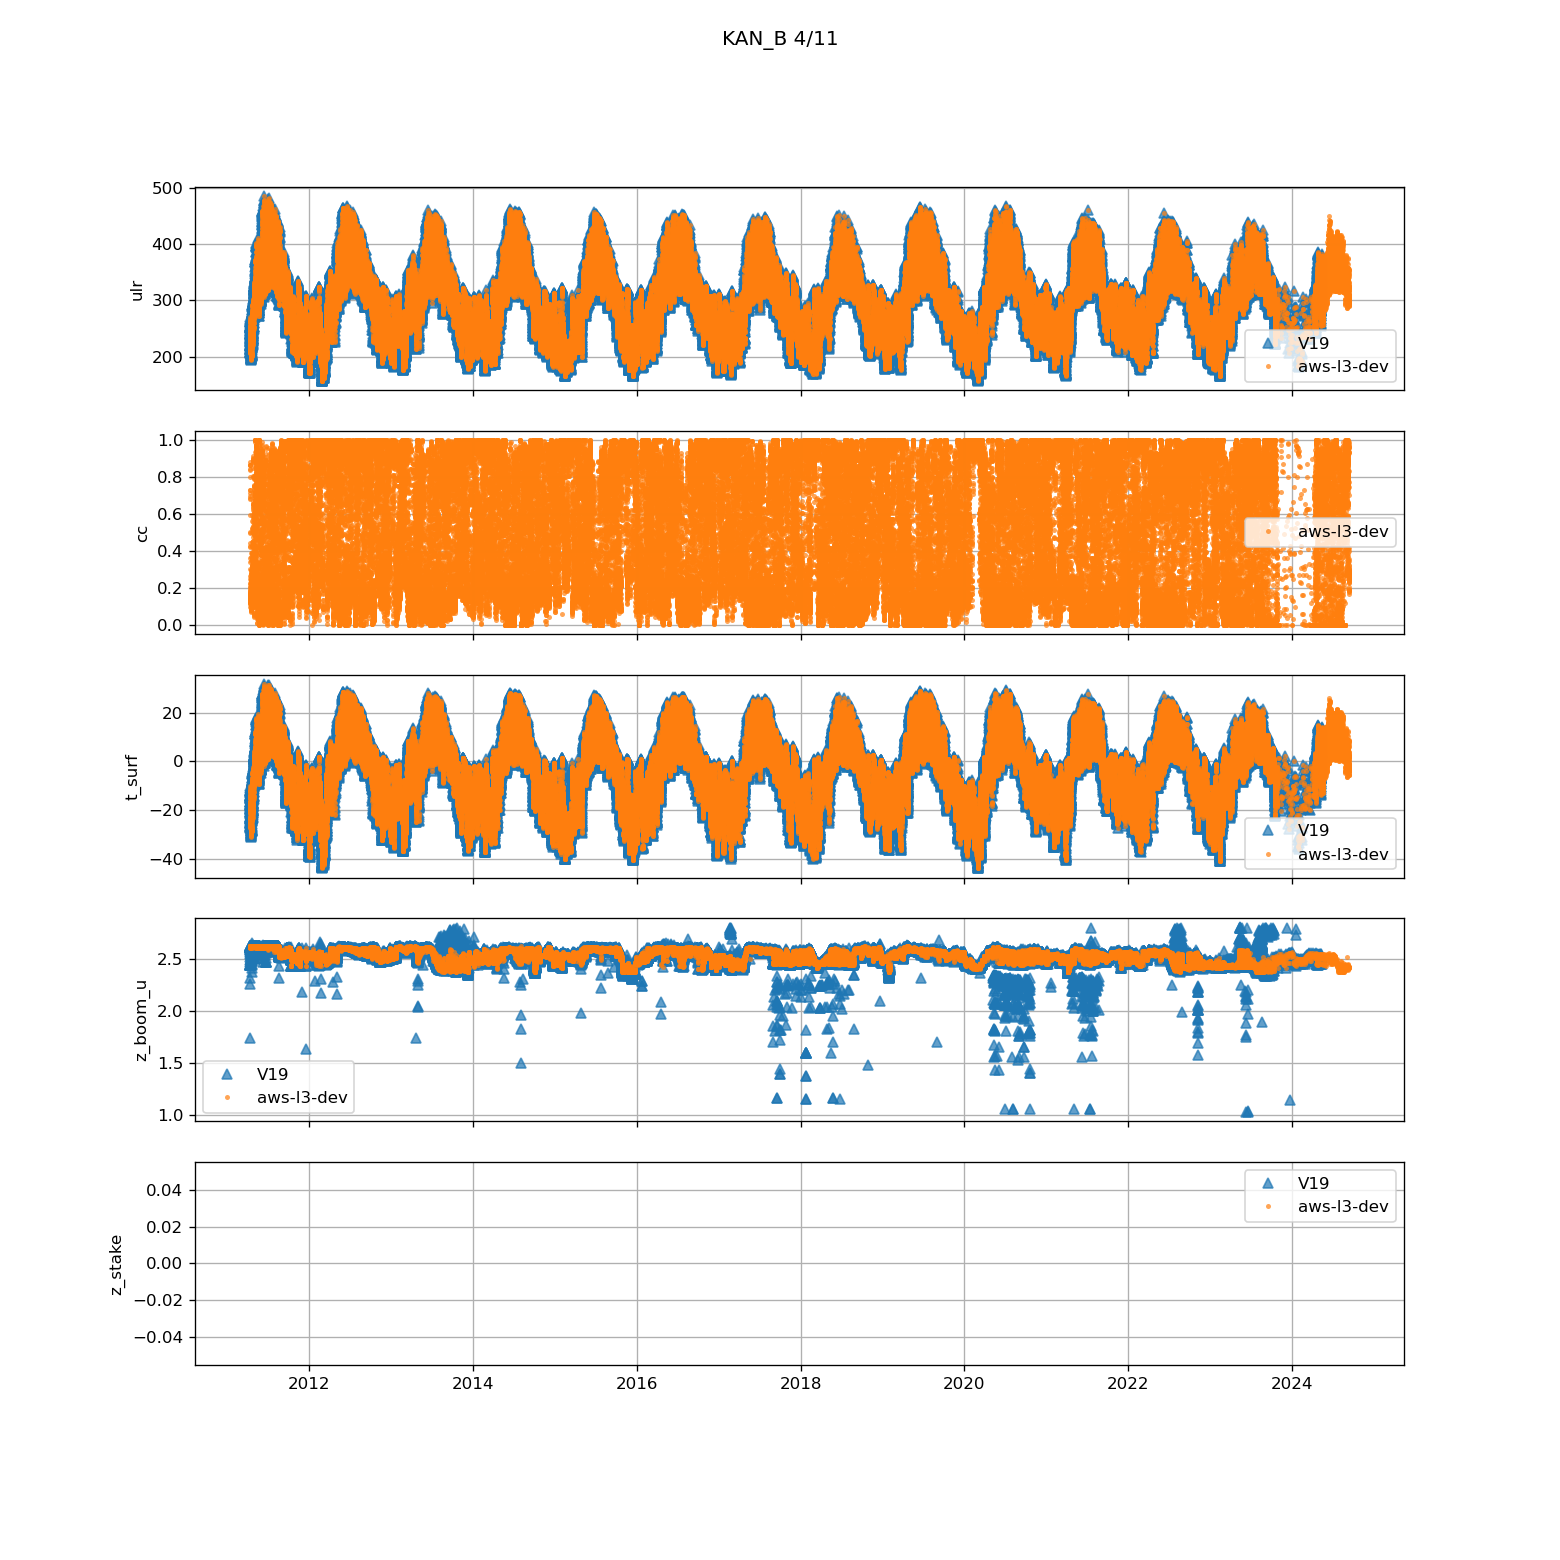 KAN_B 4/11
500
400
300
200
ulr
V19
aws-l3-dev
1.0
0.8
0.6
0.4
0.2
0.0
cc
aws-l3-dev
20
0
−20
−40
t_surf
V19
aws-l3-dev
2.5
2.0
1.5
1.0
z_boom_u
V19
aws-l3-dev
0.04
0.02
0.00
−0.02
−0.04
z_stake
V19
aws-l3-dev
2012 2014 2016 2018 2020 2022 2024